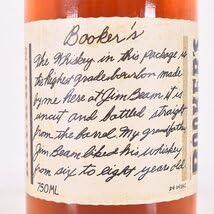 Booker's
The Whiskey in this package is
the highest grade bourbon made
by me here at Jim Beam. It is
uncut and bottled straight
from the barrel. My grandfather,
Jim Beam liked his whiskey
from six to eight years old.
750ML